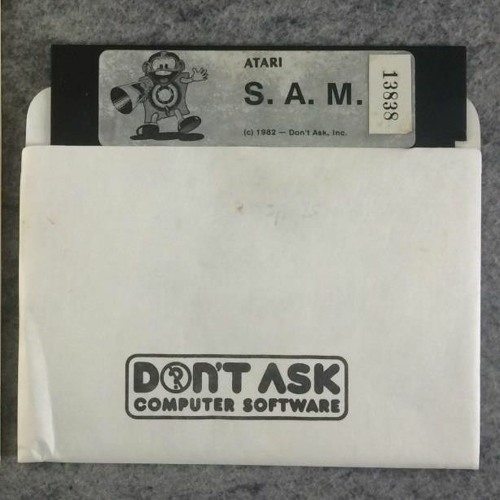 ATARI
S. A. M.
13838
(c) 1982 — Don't Ask, Inc.
DON'T ASK
COMPUTER SOFTWARE